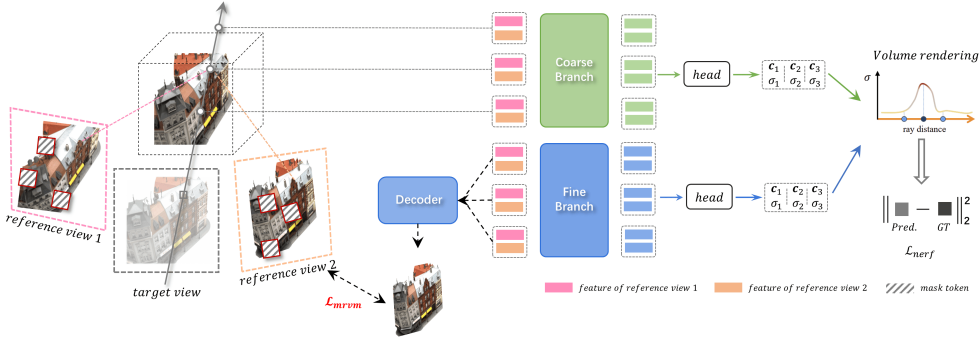 Coarse
Branch
head
c1 c2 c3
σ1 σ2 σ3
Volume rendering
σ
ray distance
reference view 1
target view
reference view 2
Decoder
Fine
Branch
head
c1 c2 c3
σ1 σ2 σ3
‖ − ‖22
Pred. GT
ℒnerf
ℒmrvm
feature of reference view 1
feature of reference view 2
mask token